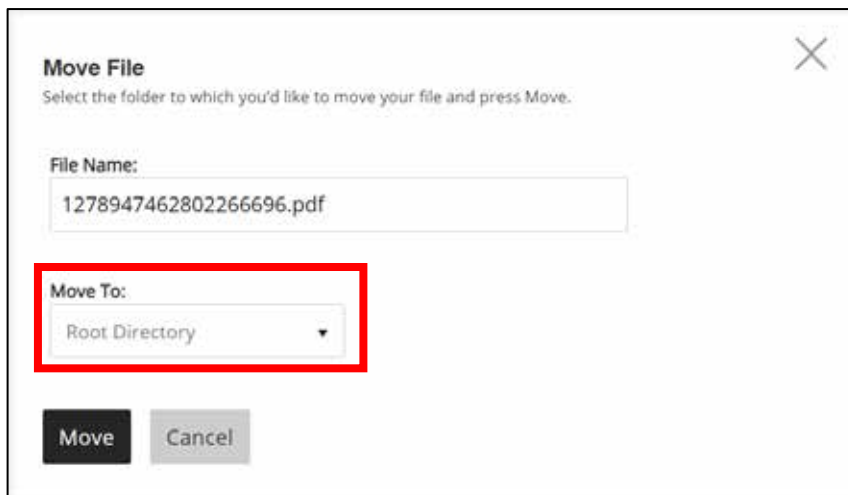 Move File
Select the folder to which you'd like to move your file and press Move.
File Name:
1278947462802266696.pdf
Move To:
Root Directory
Move
Cancel